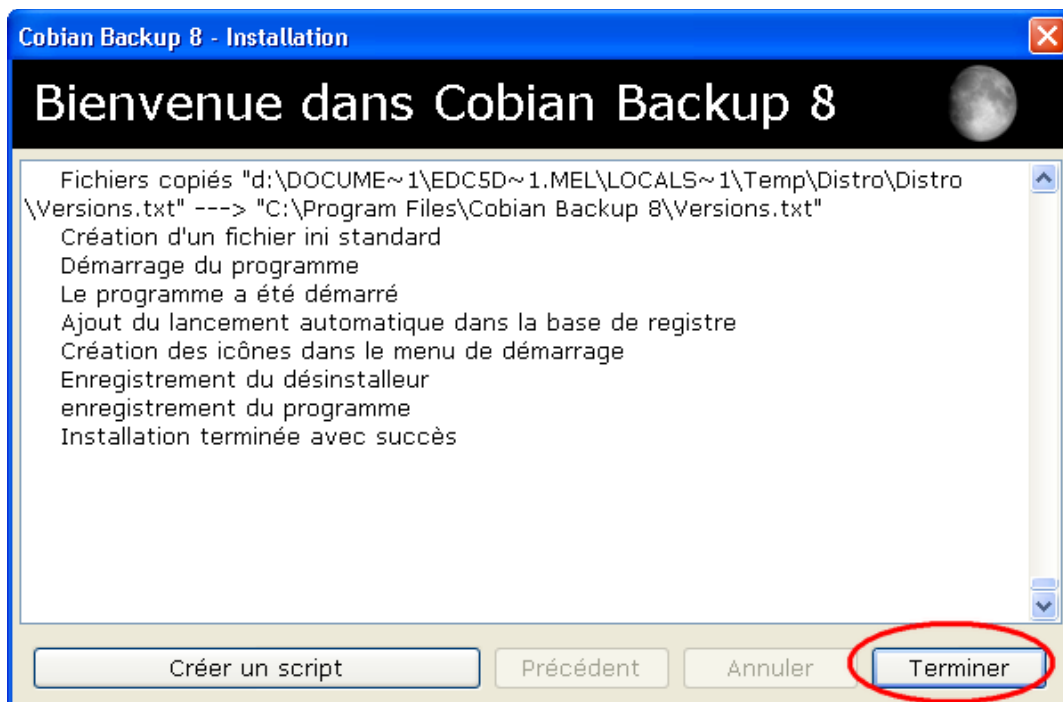 Cobian Backup 8 - Installation
Bienvenue dans Cobian Backup 8
Fichiers copiés "d:\DOCUME~1\EDC5D~1.MEL\LOCALS~1\Temp\Distro\Distro
\Versions.txt" ---> "C:\Program Files\Cobian Backup 8\Versions.txt"
Création d'un fichier ini standard
Démarrage du programme
Le programme a été démarré
Ajout du lancement automatique dans la base de registre
Création des icônes dans le menu de démarrage
Enregistrement du désinstalleur
enregistrement du programme
Installation terminée avec succès
Créer un script Précédent Annuler Terminer